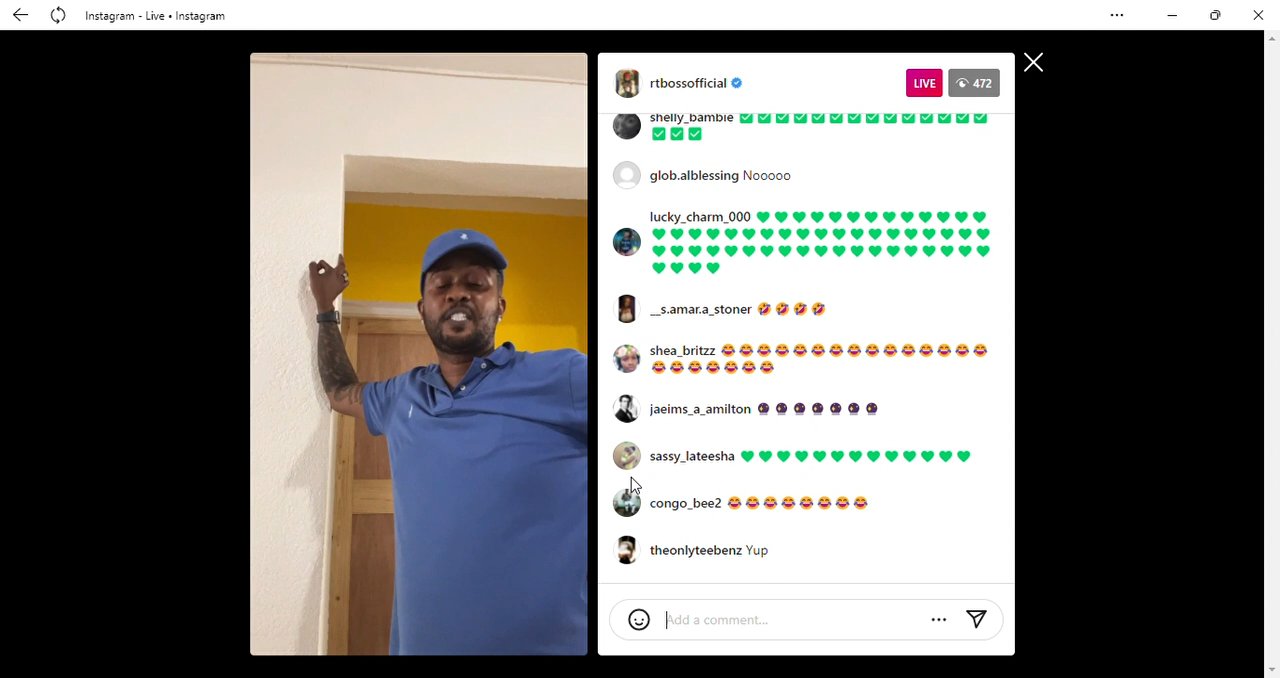 Instagram - Live • Instagram
rtbossofficial
LIVE 472
shelly_bambie ✅✅✅✅✅✅✅✅✅✅✅✅✅✅
✅✅✅
glob.alblessing Nooooo
lucky_charm_000 💚💚💚💚💚💚💚💚💚💚💚💚💚
💚💚💚💚💚💚💚💚💚💚💚💚💚💚💚💚💚💚💚
💚💚💚💚💚💚💚💚💚💚💚💚💚💚💚💚💚💚💚
💚💚💚💚
__s.amar.a_stoner 🤣🤣🤣🤣
shea_britzz 😂😂😂😂😂😂😂😂😂😂😂😂😂😂😂
😂😂😂😂😂😂😂
jaeims_a_amilton 🔮🔮🔮🔮🔮🔮🔮
sassy_lateesha 💚💚💚💚💚💚💚💚💚💚💚💚💚
congo_bee2 😂😂😂😂😂😂😂😂
theonlyteebenz Yup
Add a comment...